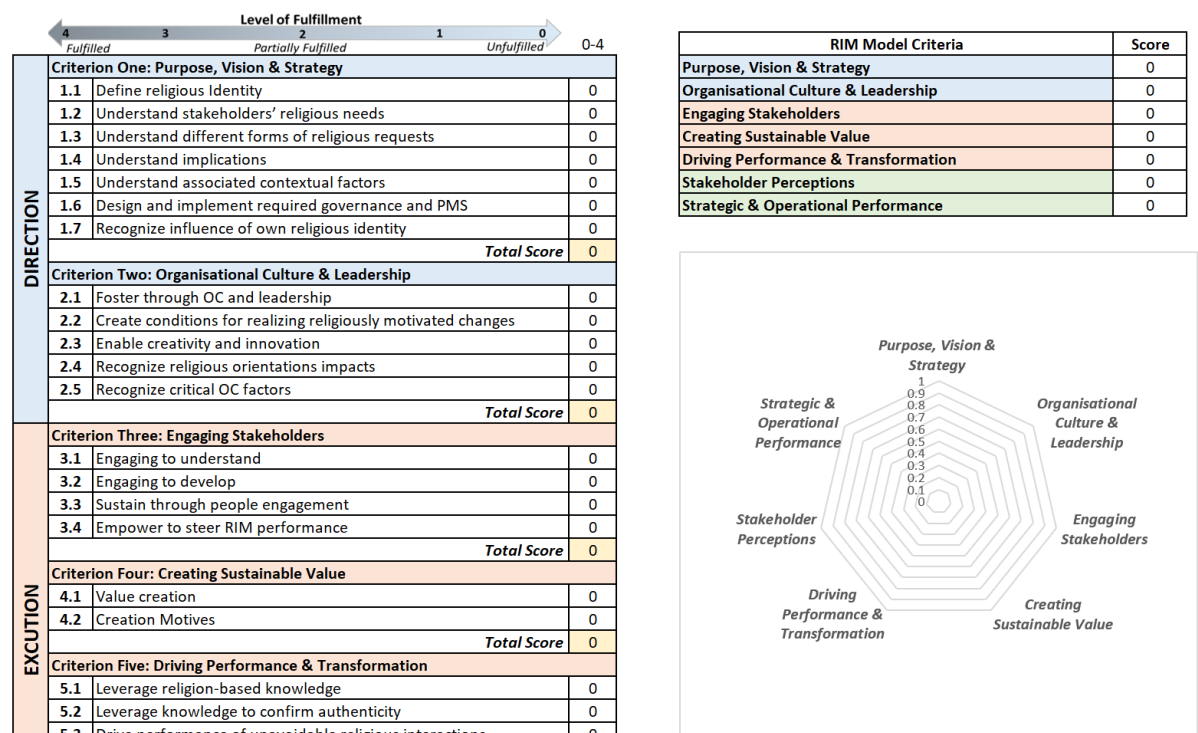 Level of Fulfillment
4 3 2 1 0
Fulfilled Partially Fulfilled Unfulfilled 0-4
DIRECTION
Criterion One: Purpose, Vision & Strategy
1.1 Define religious Identity 0
1.2 Understand stakeholders’ religious needs 0
1.3 Understand different forms of religious requests 0
1.4 Understand implications 0
1.5 Understand associated contextual factors 0
1.6 Design and implement required governance and PMS 0
1.7 Recognize influence of own religious identity 0
Total Score 0
Criterion Two: Organisational Culture & Leadership
2.1 Foster through OC and leadership 0
2.2 Create conditions for realizing religiously motivated changes 0
2.3 Enable creativity and innovation 0
2.4 Recognize religious orientations impacts 0
2.5 Recognize critical OC factors 0
Total Score 0
EXCUTION
Criterion Three: Engaging Stakeholders
3.1 Engaging to understand 0
3.2 Engaging to develop 0
3.3 Sustain through people engagement 0
3.4 Empower to steer RIM performance 0
Total Score 0
Criterion Four: Creating Sustainable Value
4.1 Value creation 0
4.2 Creation Motives 0
Total Score 0
Criterion Five: Driving Performance & Transformation
5.1 Leverage religion-based knowledge 0
5.2 Leverage knowledge to confirm authenticity 0
5.3 Drive performance of unavoidable religious interactions 0
RIM Model Criteria Score
Purpose, Vision & Strategy 0
Organisational Culture & Leadership 0
Engaging Stakeholders 0
Creating Sustainable Value 0
Driving Performance & Transformation 0
Stakeholder Perceptions 0
Strategic & Operational Performance 0
Purpose, Vision &
Strategy
1
0.9
0.8
0.7
0.6
0.5
0.4
0.3
0.2
0.1
0
Organisational
Culture &
Leadership
Engaging
Stakeholders
Creating
Sustainable Value
Driving
Performance &
Transformation
Stakeholder
Perceptions
Strategic &
Operational
Performance